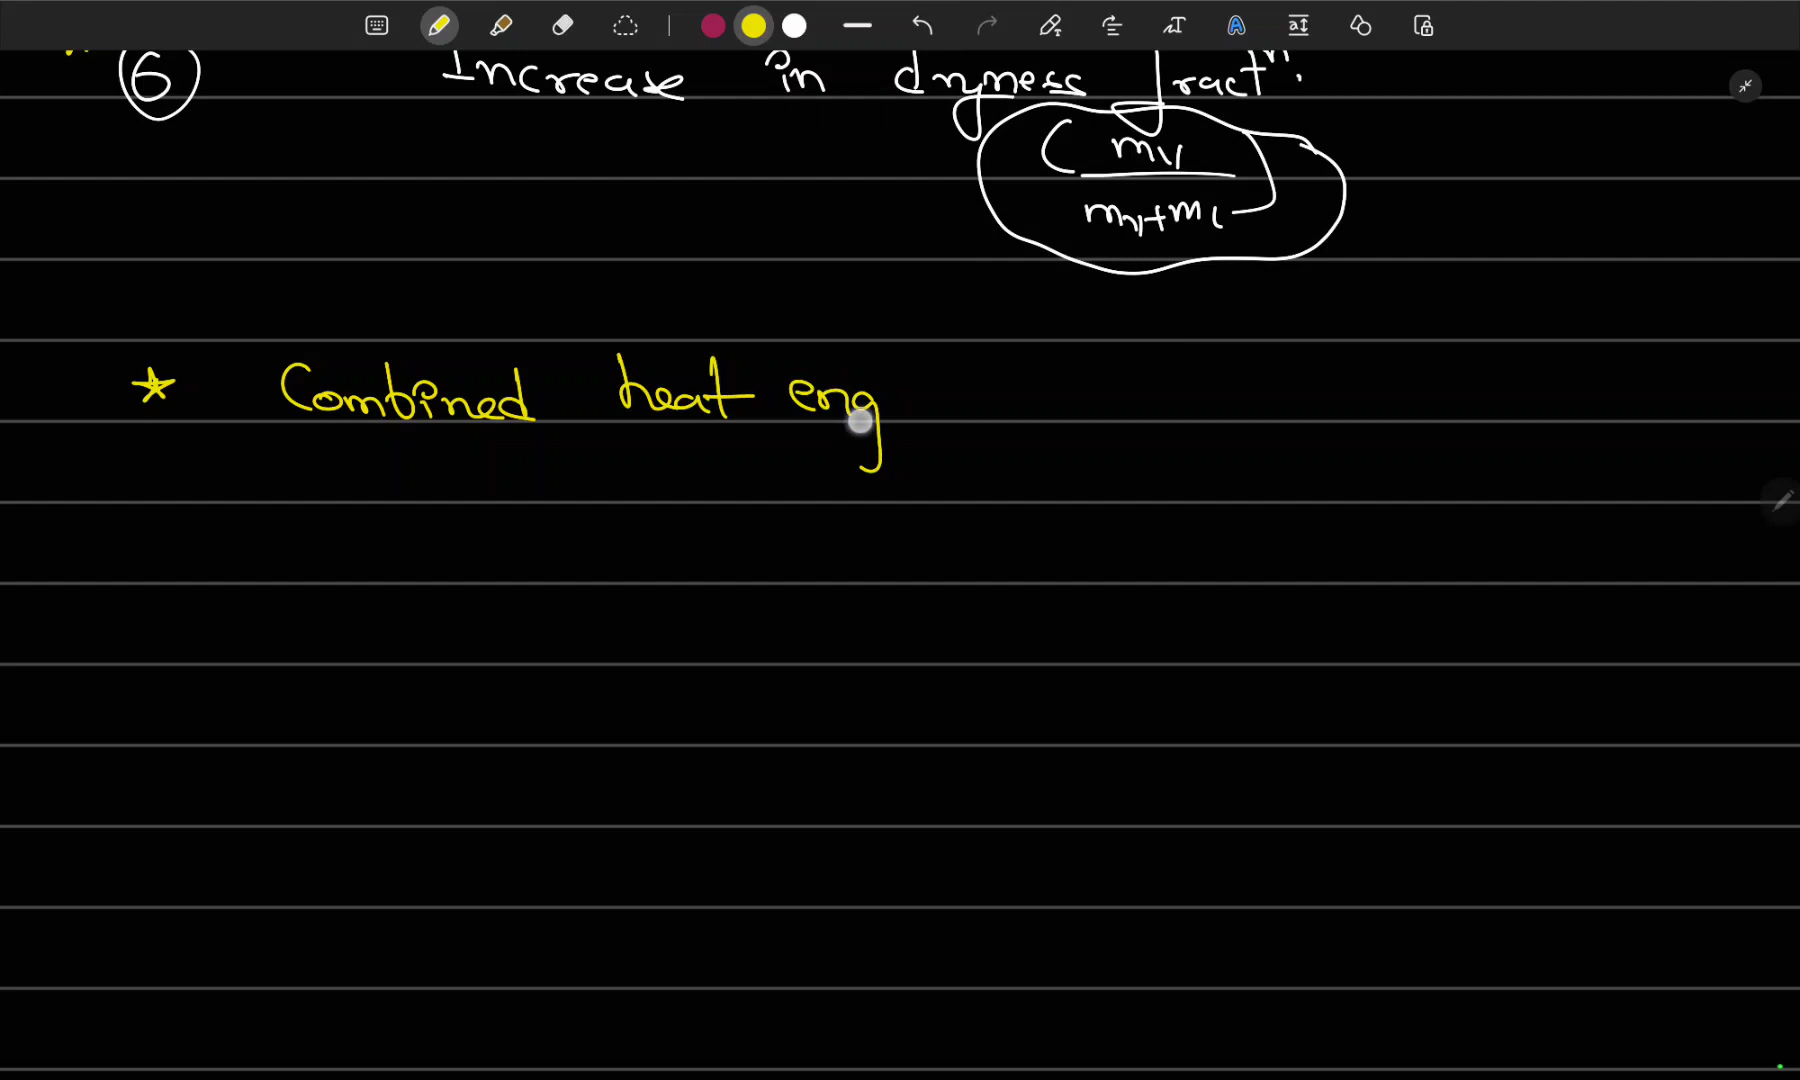 6 Increase in dryness fractⁿ.
( mv
mv+mL )
★ Combined heat eng